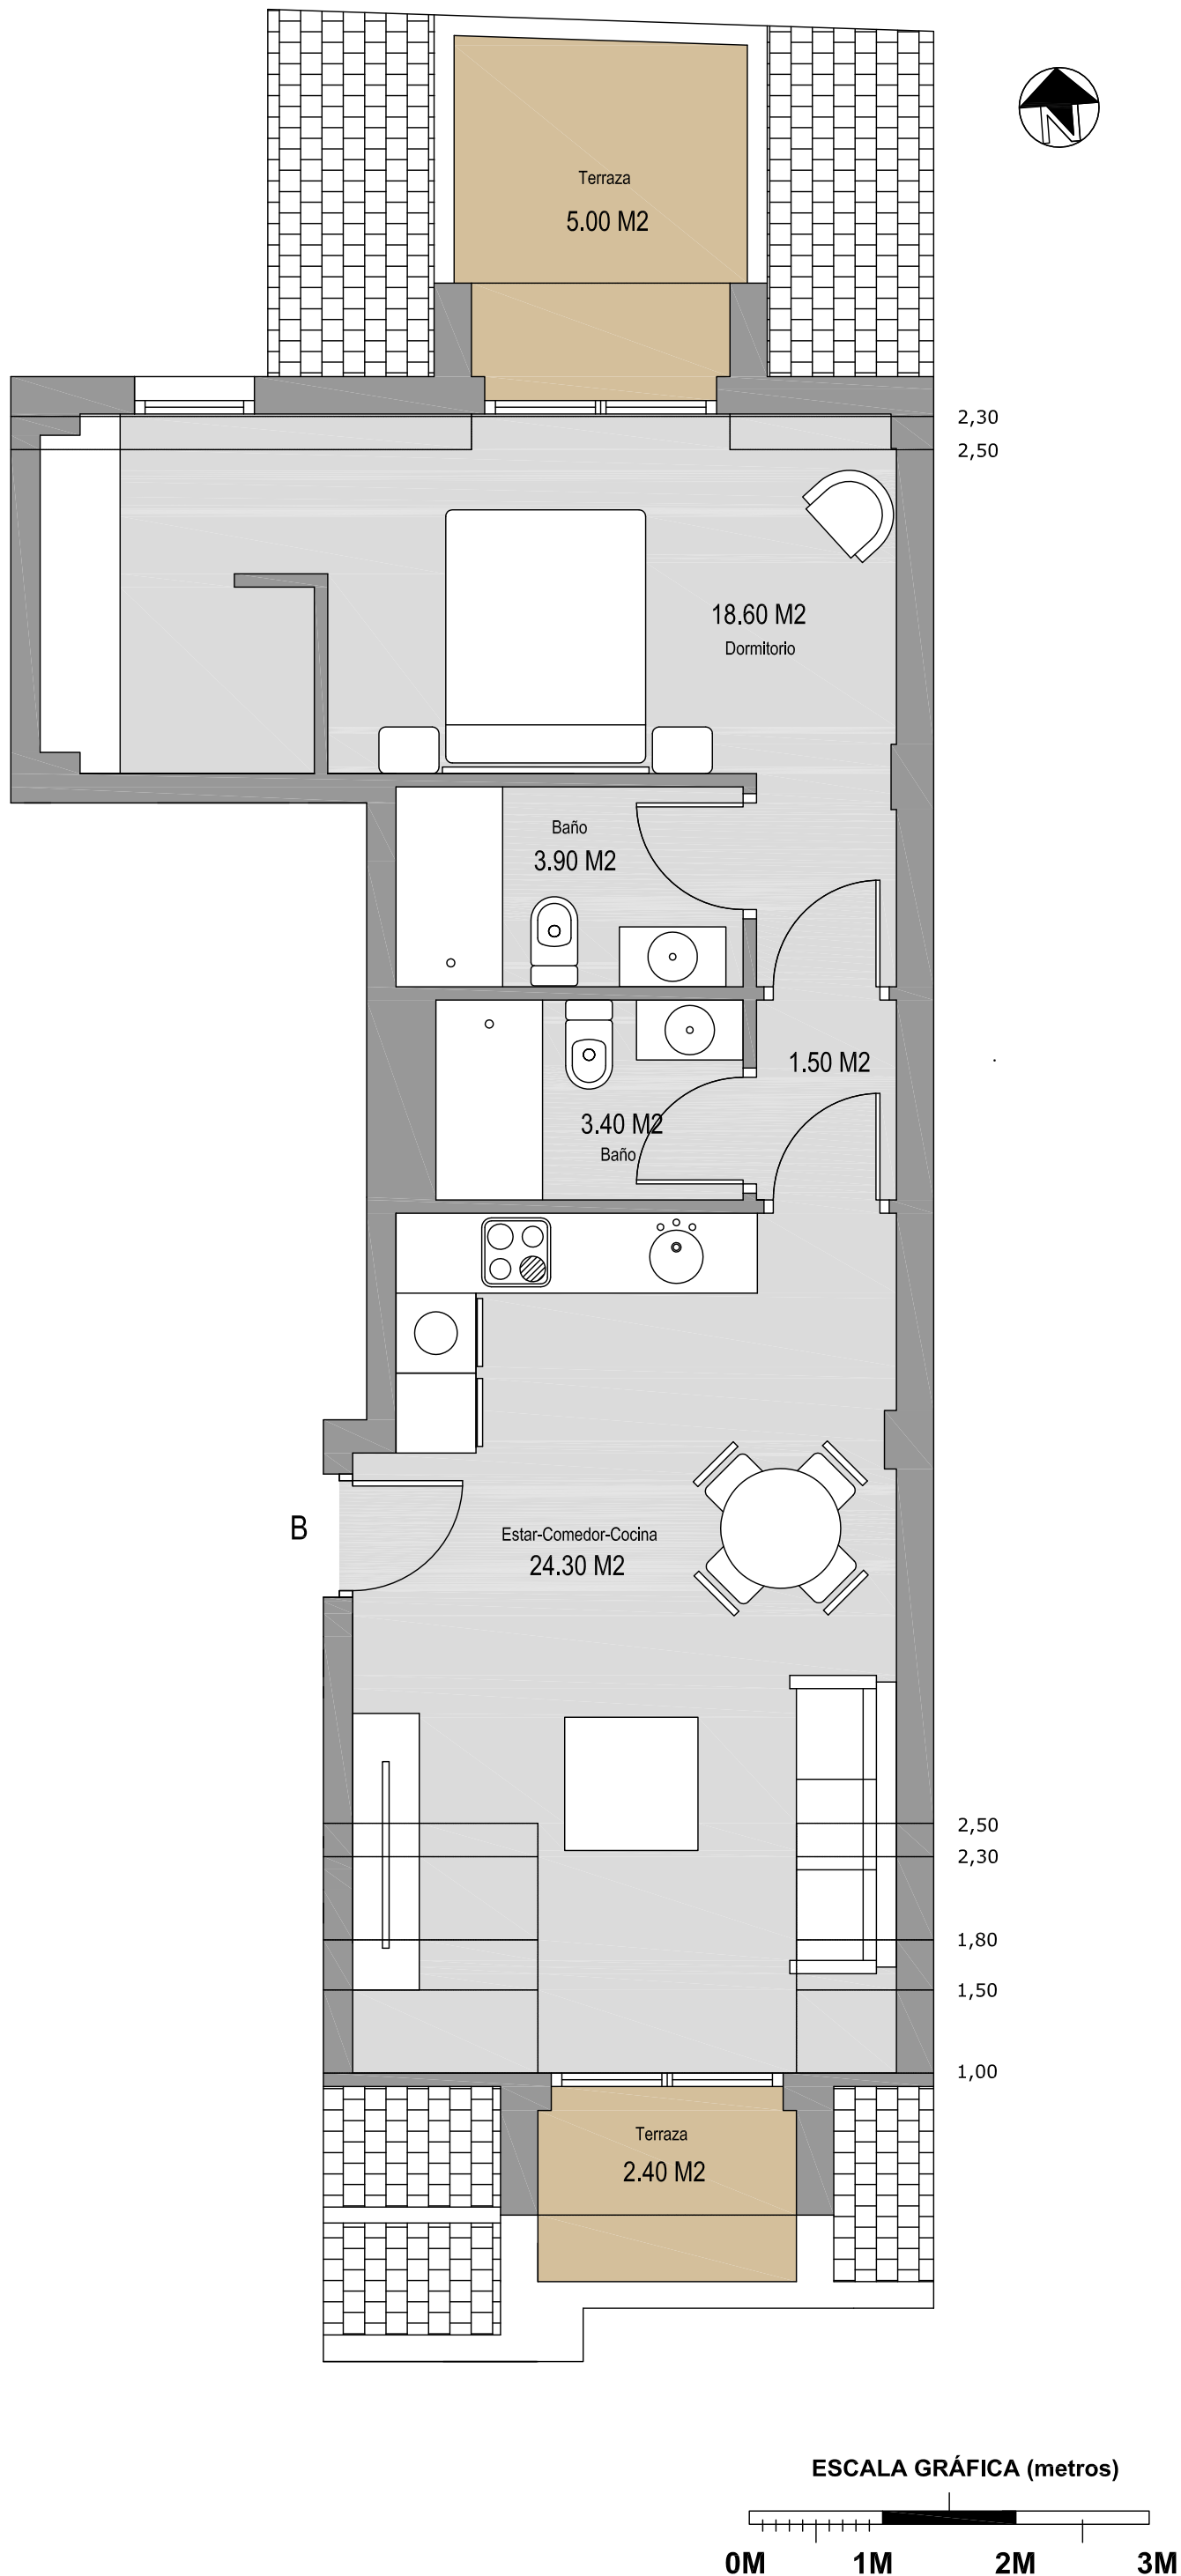 Terraza
5.00 M2
N
2,30
2,50
18.60 M2
Dormitorio
Baño
3.90 M2
1.50 M2
3.40 M2
Baño
B
Estar-Comedor-Cocina
24.30 M2
2,50
2,30
1,80
1,50
1,00
Terraza
2.40 M2
ESCALA GRÁFICA (metros)
0M 1M 2M 3M